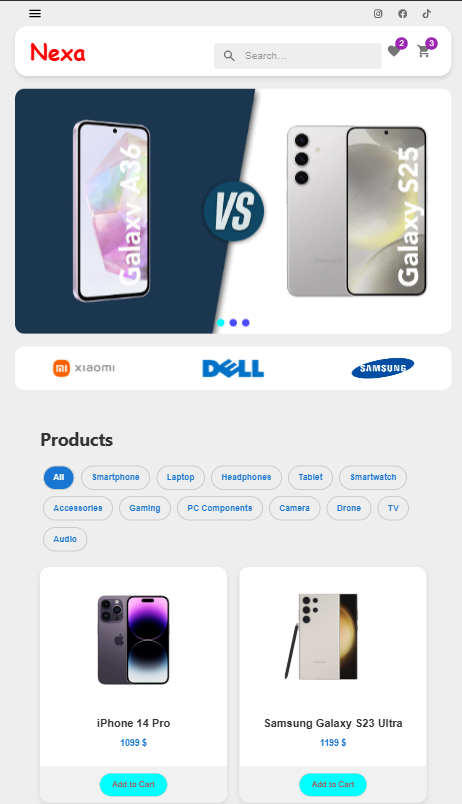 Nexa
Search...
2
3
Galaxy A36
VS
Galaxy S25
mi xiaomi
DELL
SAMSUNG
Products
All Smartphone Laptop Headphones Tablet Smartwatch
Accessories Gaming PC Components Camera Drone TV
Audio
iPhone 14 Pro
1099 $
Add to Cart
Samsung Galaxy S23 Ultra
1199 $
Add to Cart